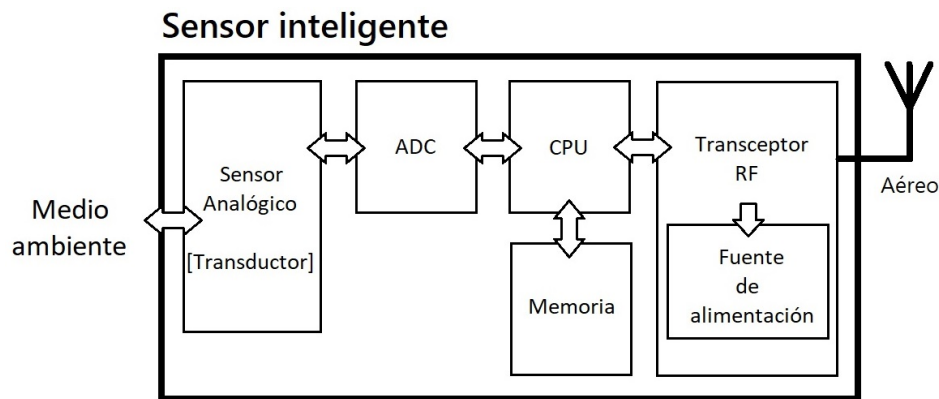 Sensor inteligente
Medio
ambiente
Sensor
Analógico
[Transductor]
ADC
CPU
Memoria
Transceptor
RF
Fuente
de
alimentación
Aéreo